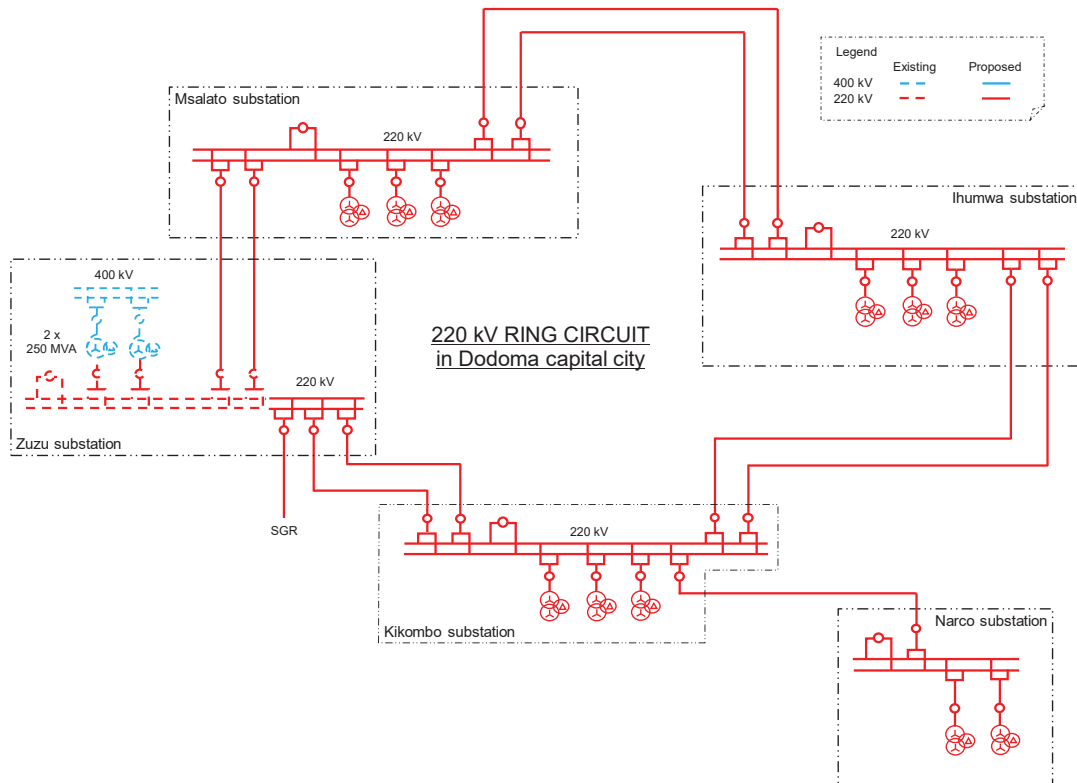 Legend
Existing Proposed
400 kV
220 kV
Msalato substation
220 kV
Ihumwa substation
220 kV
400 kV
2 x
250 MVA
220 kV
Zuzu substation
220 kV RING CIRCUIT
in Dodoma capital city
SGR
220 kV
Kikombo substation
Narco substation